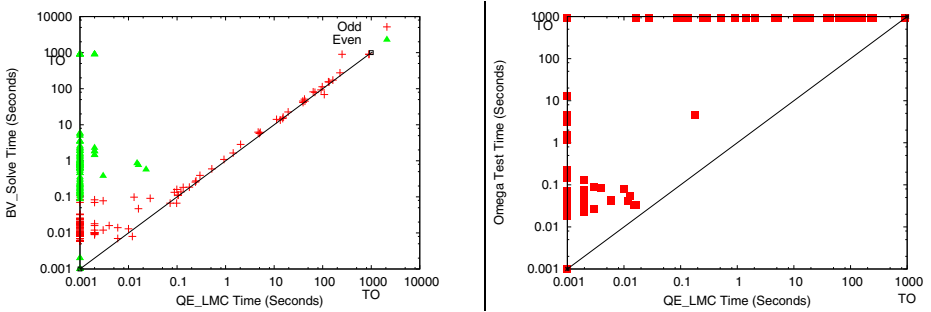 Odd
Even
1000
TO
100
10
1
0.1
0.01
0.001
BV_Solve Time (Seconds)
0.001 0.01 0.1 1 10 100 1000 10000
TO
QE_LMC Time (Seconds)
1000
TO
100
10
1
0.1
0.01
0.001
Omega Test Time (Seconds)
0.001 0.01 0.1 1 10 100 1000
QE_LMC Time (Seconds)
TO
10000